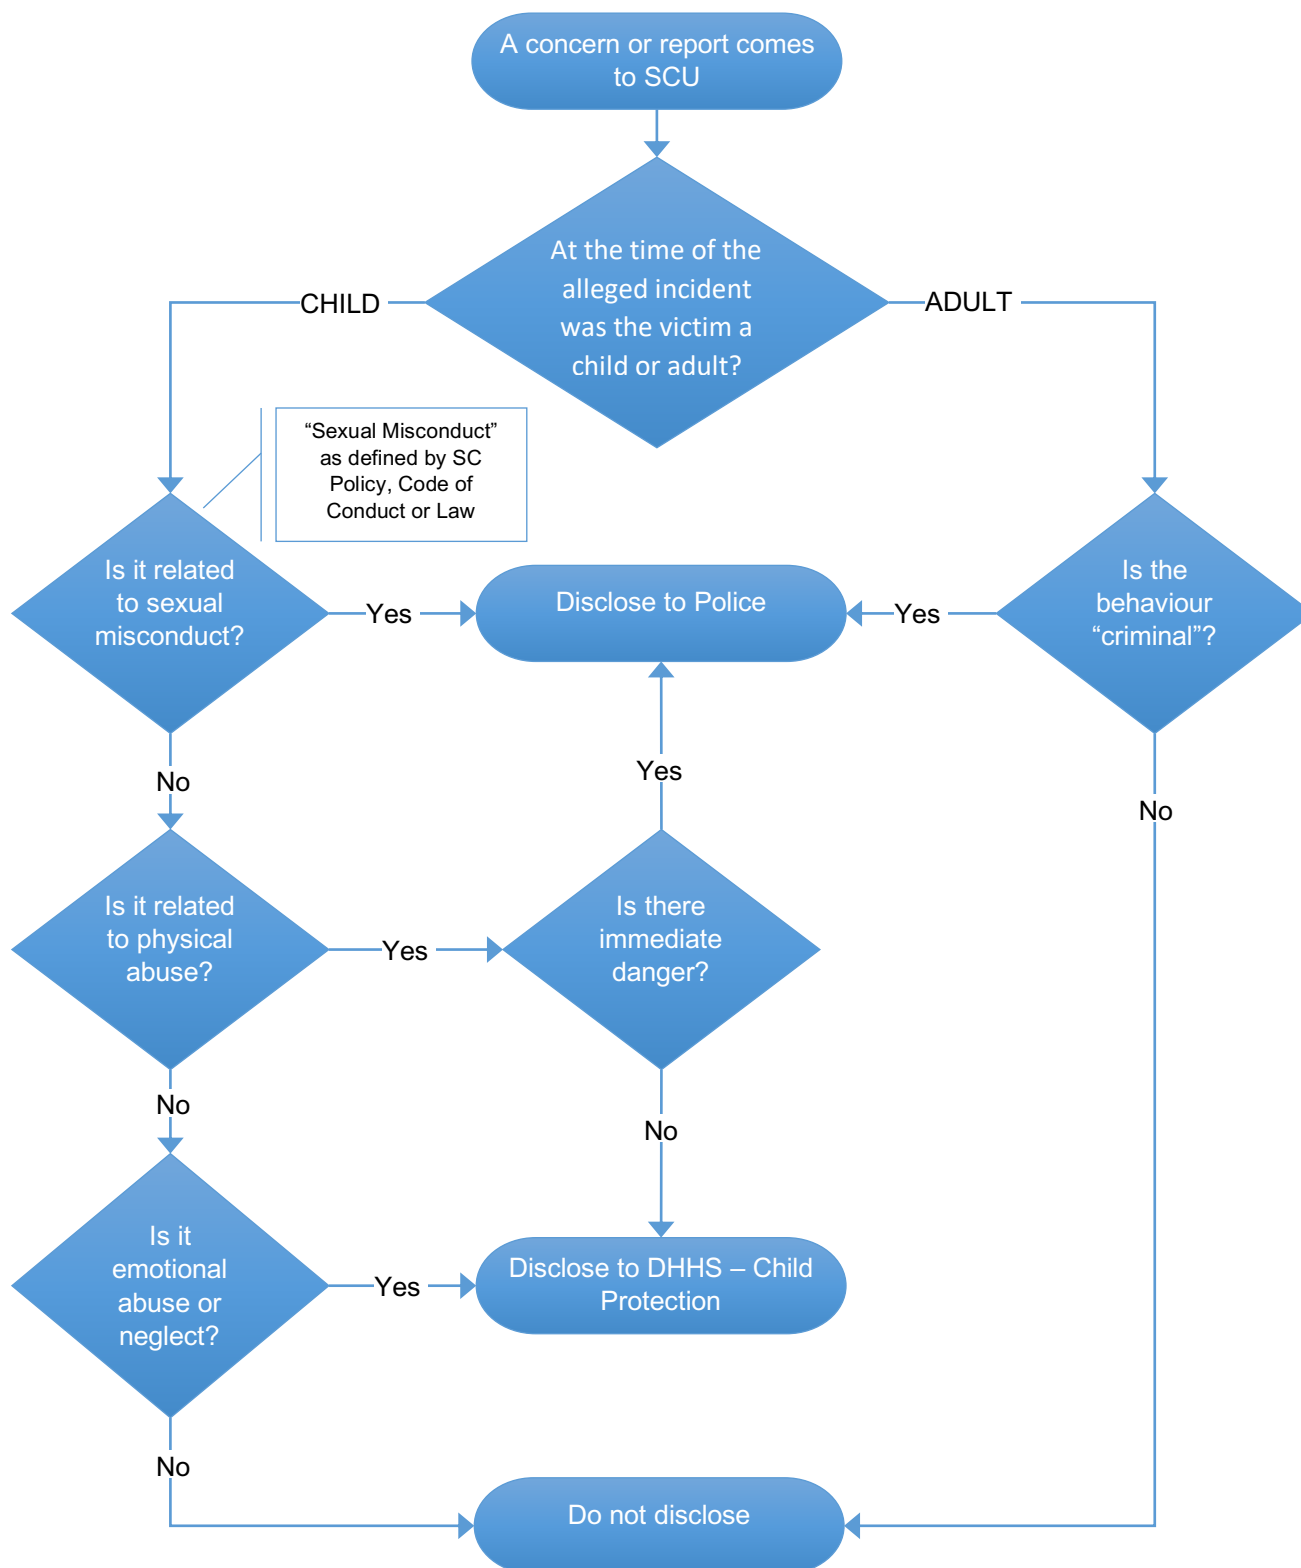 A concern or report comes
to SCU
At the time of the
alleged incident
was the victim a
child or adult?
CHILD
ADULT
“Sexual Misconduct”
as defined by SC
Policy, Code of
Conduct or Law
Is it related
to sexual
misconduct?
Yes
Disclose to Police
Yes
Is the
behaviour
“criminal”?
No
Yes
No
Is it related
to physical
abuse?
Yes
Is there
immediate
danger?
No
No
Is it
emotional
abuse or
neglect?
Yes
Disclose to DHHS – Child
Protection
No
Do not disclose